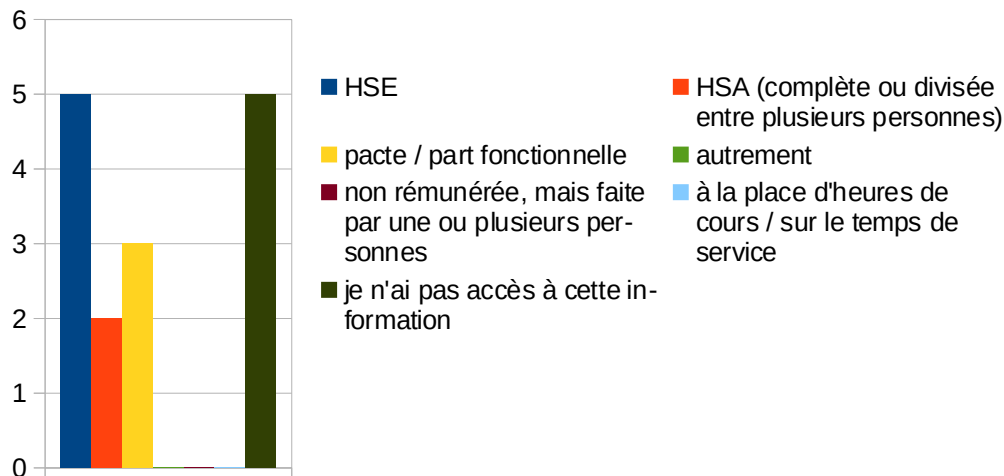 6
5
4
3
2
1
0
HSE
HSA (complète ou divisée
entre plusieurs personnes)
pacte / part fonctionnelle
autrement
non rémunérée, mais faite
par une ou plusieurs per-
sonnes
à la place d'heures de
cours / sur le temps de
service
je n'ai pas accès à cette in-
formation